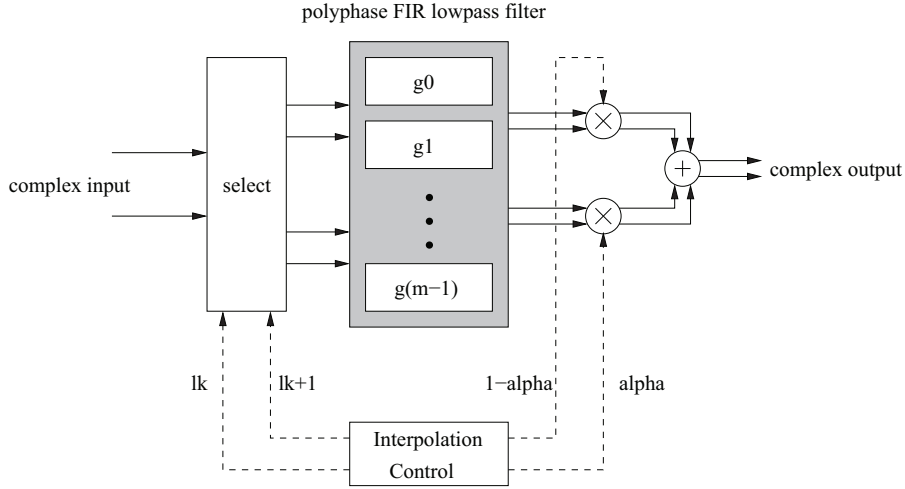 polyphase FIR lowpass filter
g0
g1
select
complex input
complex output
×
+
×
g(m−1)
lk
lk+1
1−alpha
alpha
Interpolation
Control